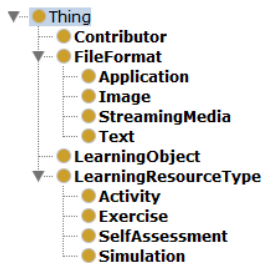 Thing
Contributor
FileFormat
Application
Image
StreamingMedia
Text
LearningObject
LearningResourceType
Activity
Exercise
SelfAssessment
Simulation